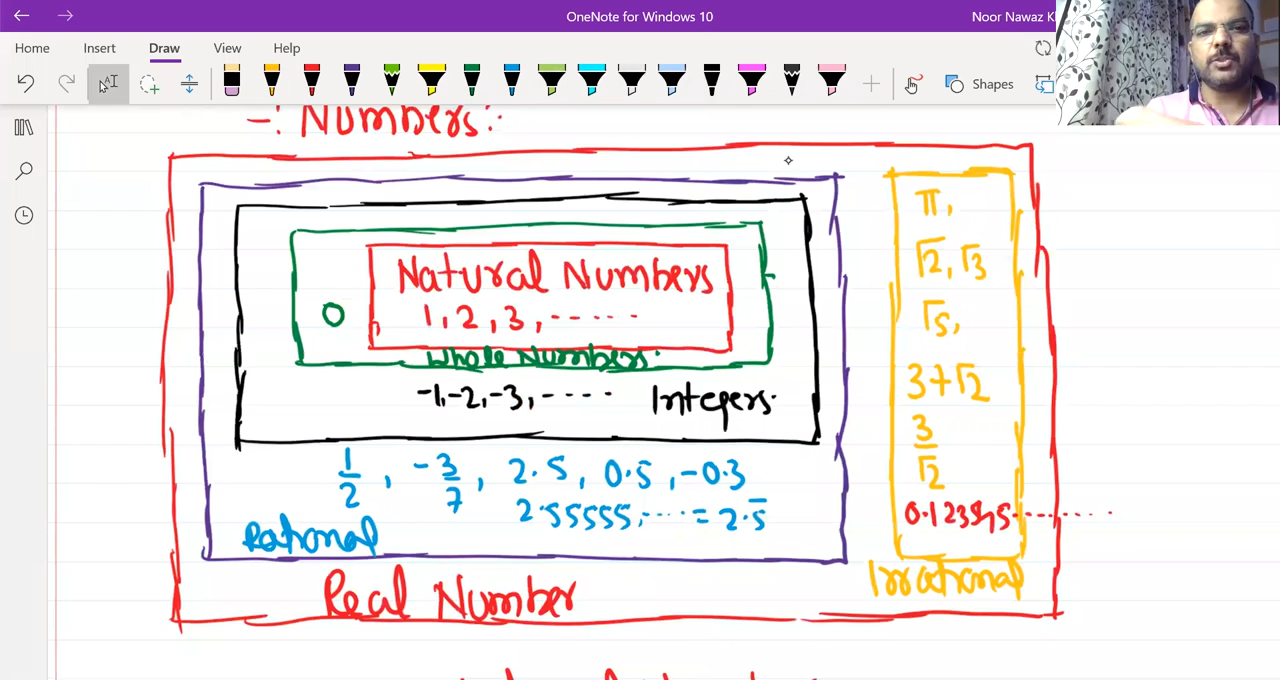 OneNote for Windows 10
Noor Nawaz K
Home Insert Draw View Help
Shapes
-: Numbers:
Natural Numbers
1, 2, 3, ------
0
Whole Numbers.
-1, -2, -3, ----- Integers.
1/2, -3/7, 2.5, 0.5, -0.3
2.55555, ---- = 2.5̅
Rational
Real Number
π,
√2, √3
√5,
3+√2
3/√2
Irrational